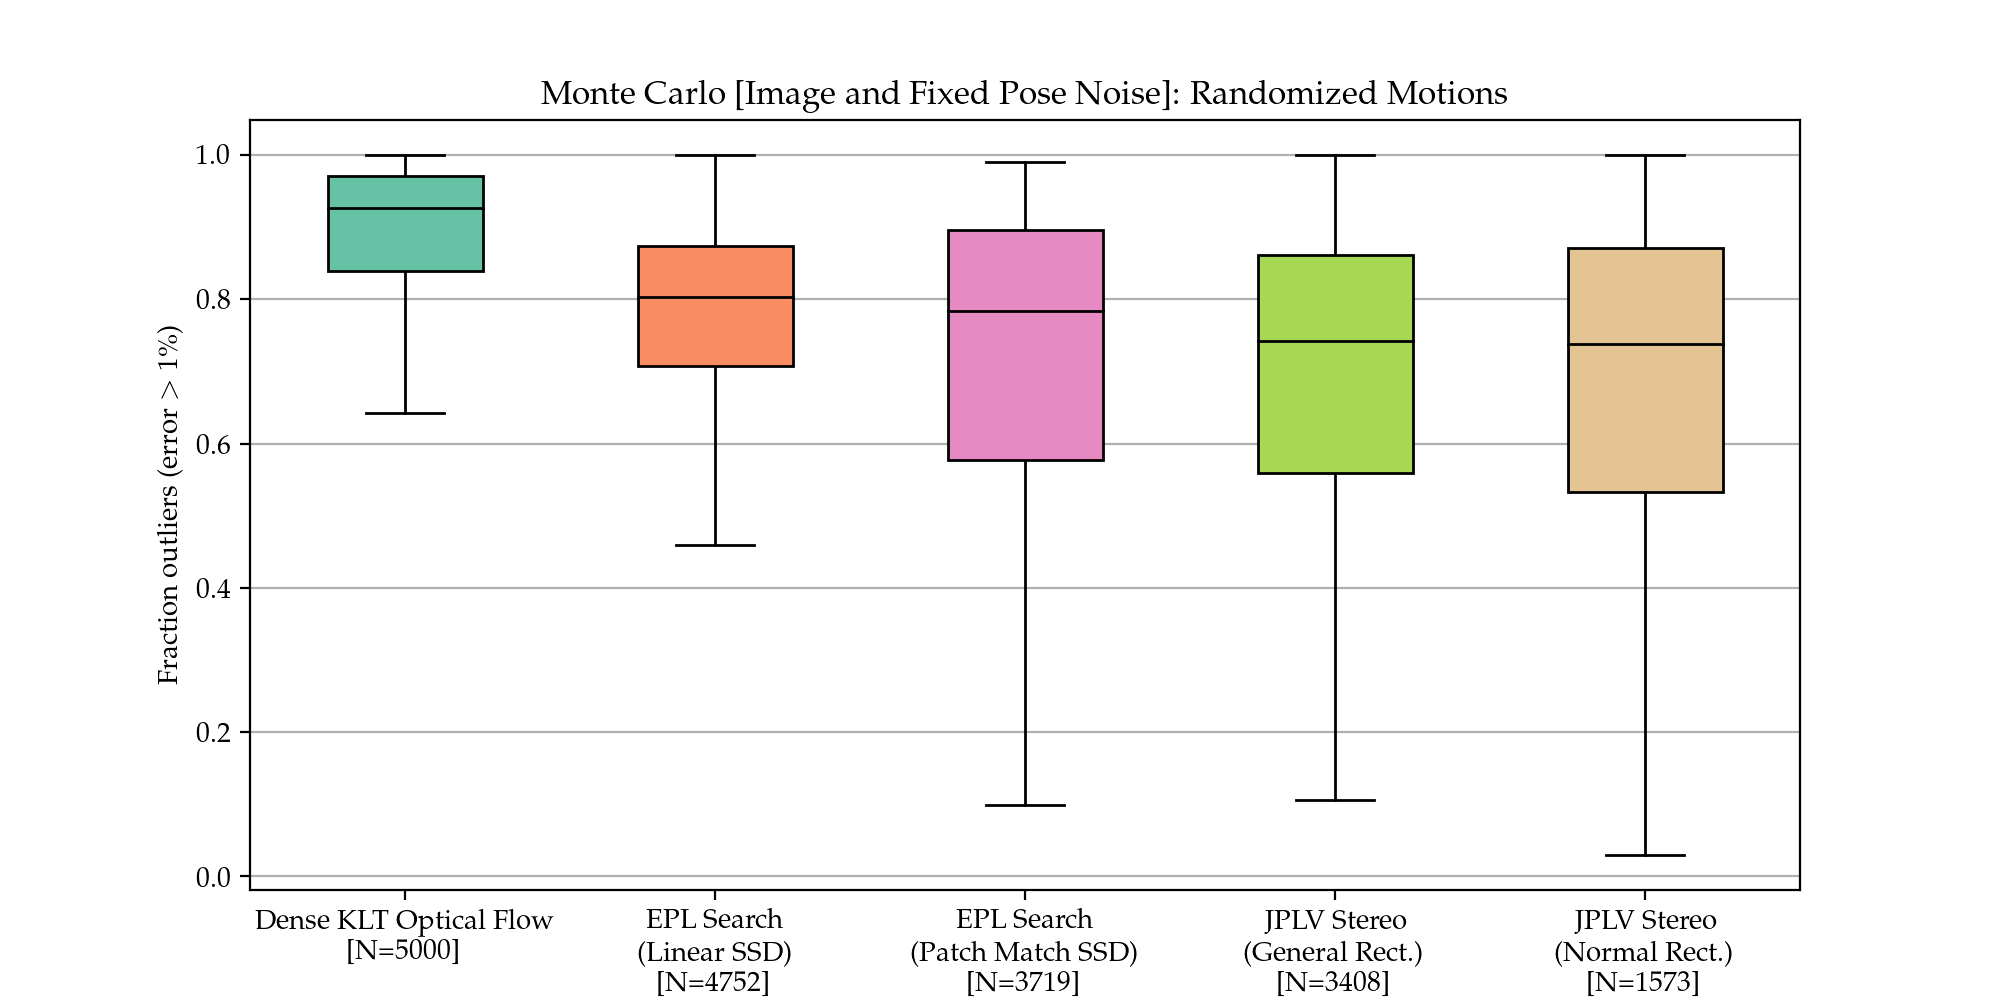 Monte Carlo [Image and Fixed Pose Noise]: Randomized Motions
Fraction outliers (error > 1%)
1.0
0.8
0.6
0.4
0.2
0.0
Dense KLT Optical Flow
[N=5000]
EPL Search
(Linear SSD)
[N=4752]
EPL Search
(Patch Match SSD)
[N=3719]
JPLV Stereo
(General Rect.)
[N=3408]
JPLV Stereo
(Normal Rect.)
[N=1573]